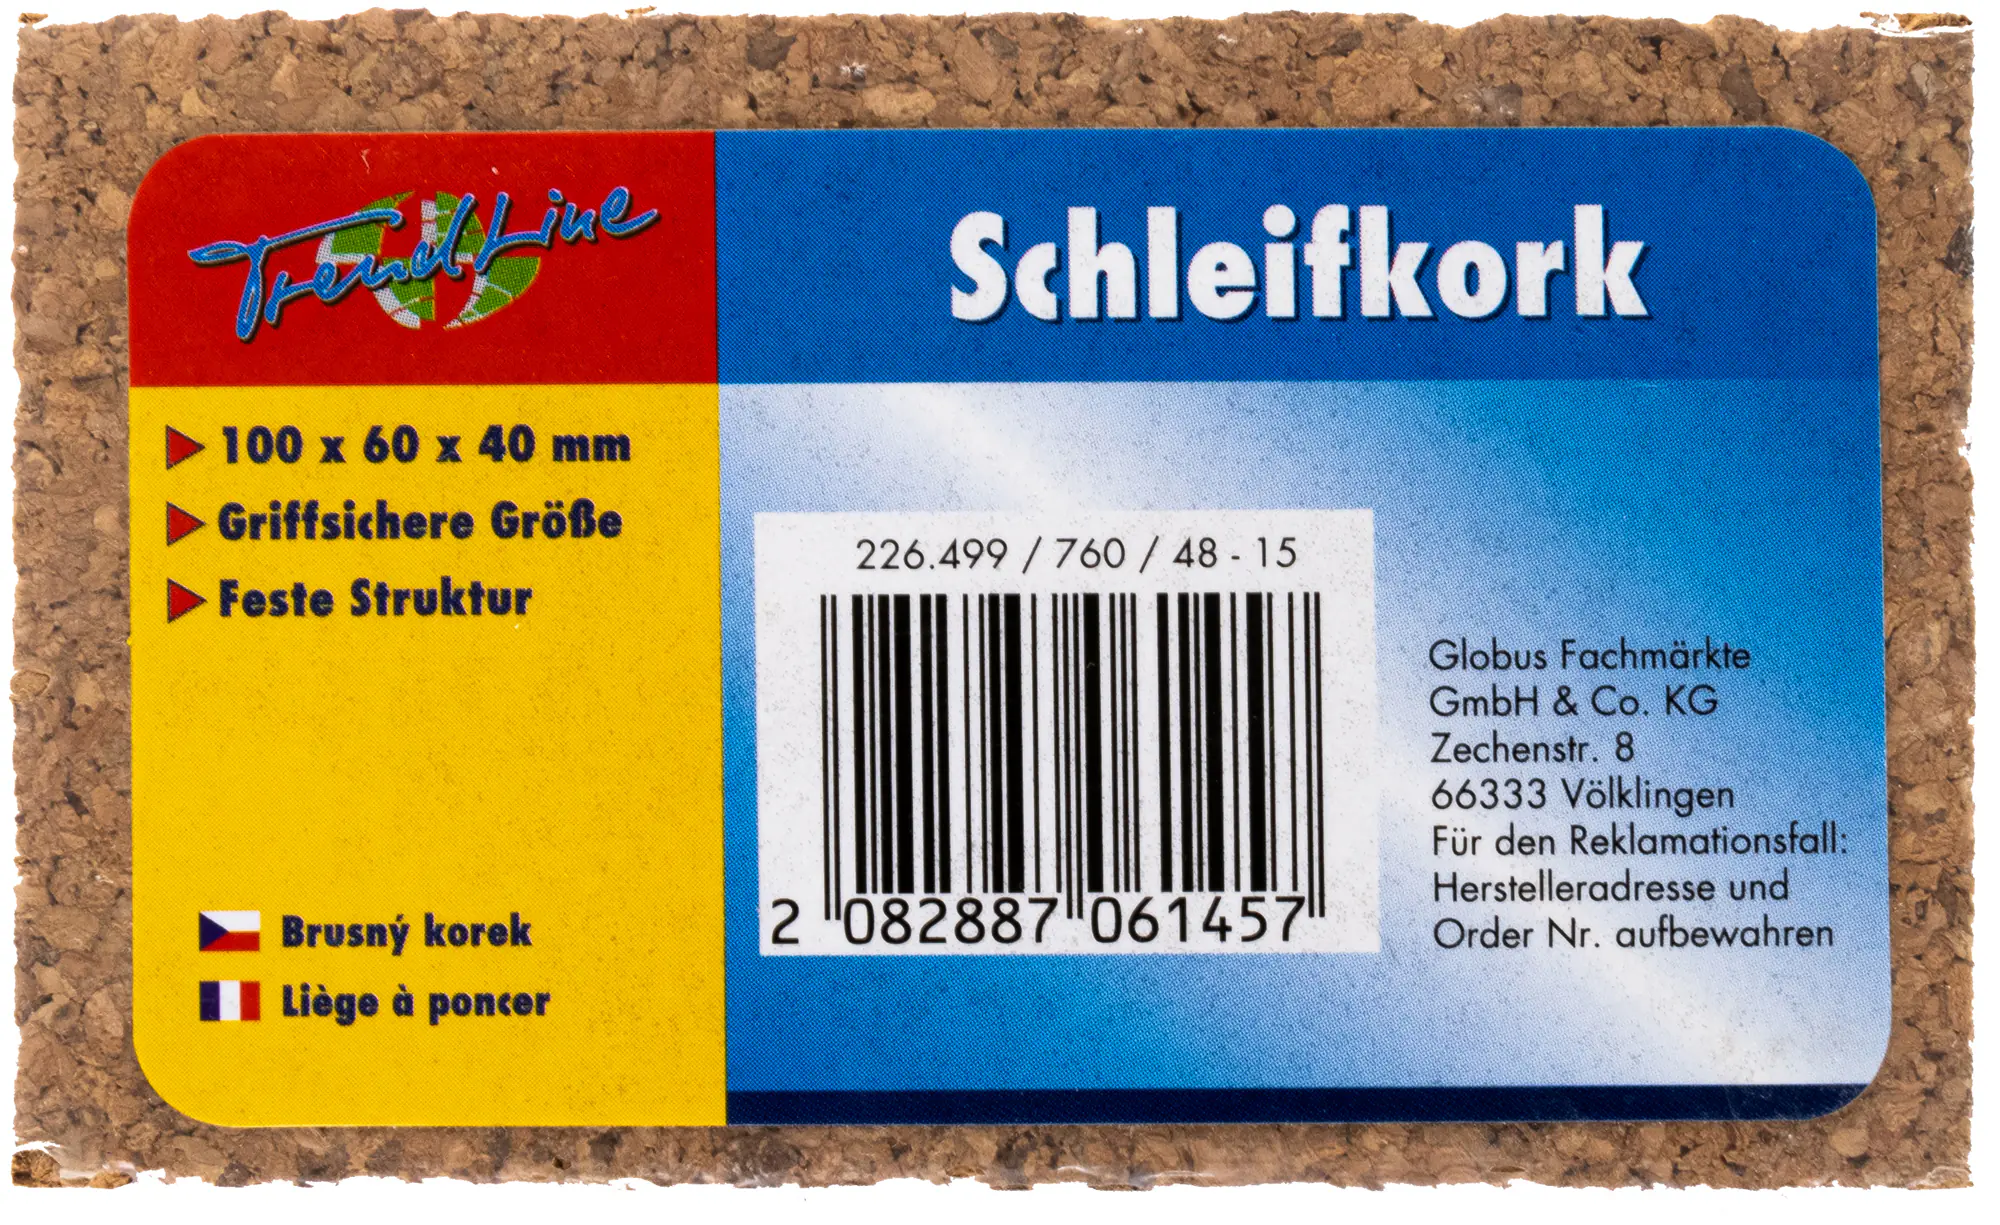 TrendLine
Schleifkork
100 x 60 x 40 mm
Griffsichere Größe
Feste Struktur
Brusný korek
Liège à poncer
226.499 / 760 / 48 - 15
2 082887 061457
Globus Fachmärkte
GmbH & Co. KG
Zechenstr. 8
66333 Völklingen
Für den Reklamationsfall:
Herstelleradresse und
Order Nr. aufbewahren